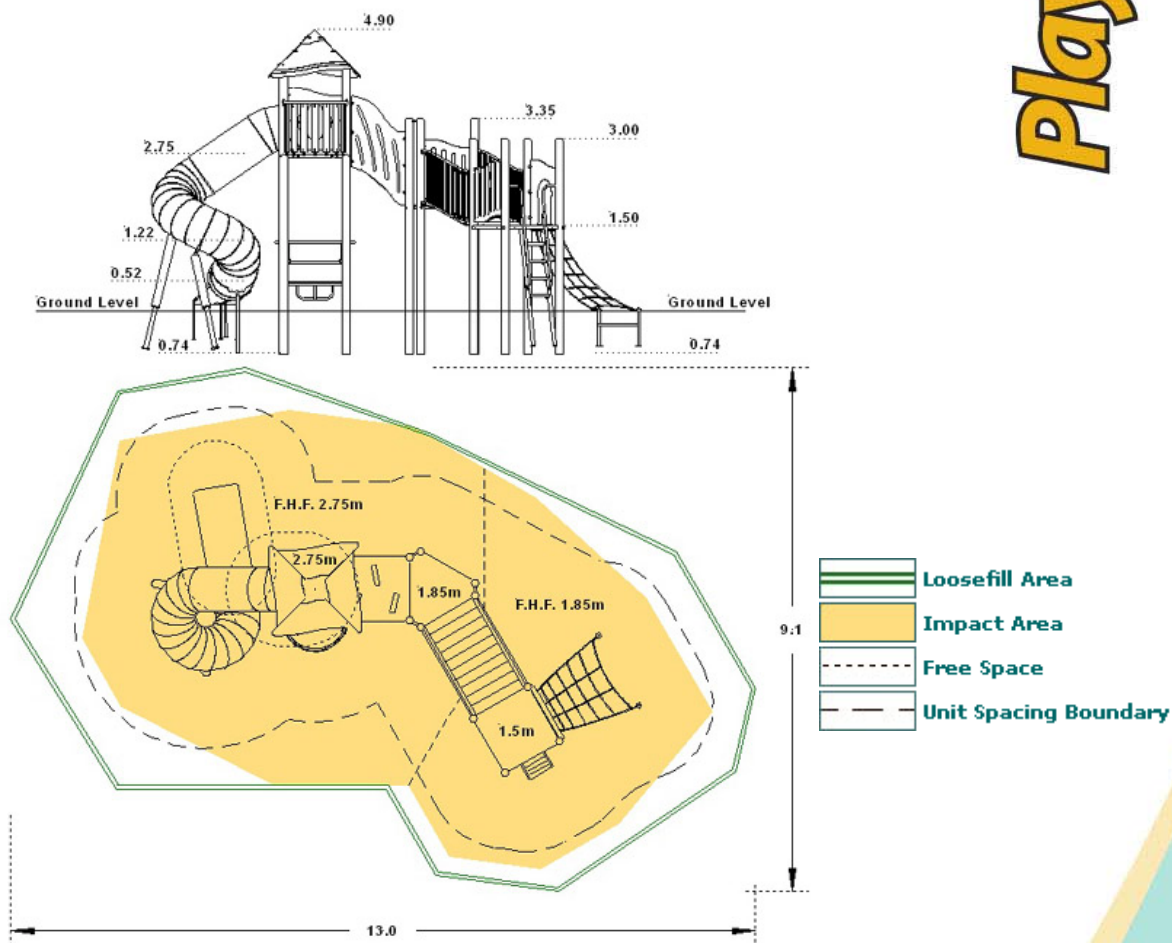 4.90
Play
3.35
3.00
2.75
1.50
1.22
0.52
Ground Level
Ground Level
0.74
0.74
F.H.F. 2.75m
2.75m
1.85m
F.H.F. 1.85m
1.5m
9.1
13.0
Loosefill Area
Impact Area
Free Space
Unit Spacing Boundary